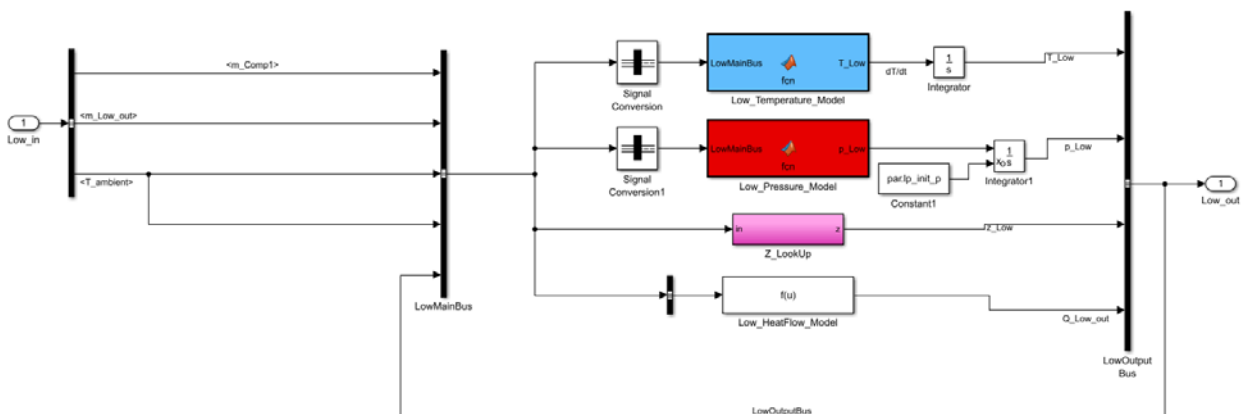 <m_Comp1>
1
Low_in
<m_Low_out>
<T_ambient>
LowMainBus
Signal
Conversion
LowMainBus
T_Low
fcn
Low_Temperature_Model
dT/dt
1
s
Integrator
T_Low
Signal
Conversion1
LowMainBus
p_Low
fcn
Low_Pressure_Model
par.lp_init_p
Constant1
1
xo s
Integrator1
p_Low
in
z
Z_LookUp
z_Low
f(u)
Low_HeatFlow_Model
Q_Low_out
LowOutput
Bus
1
Low_out
LowOutputBus